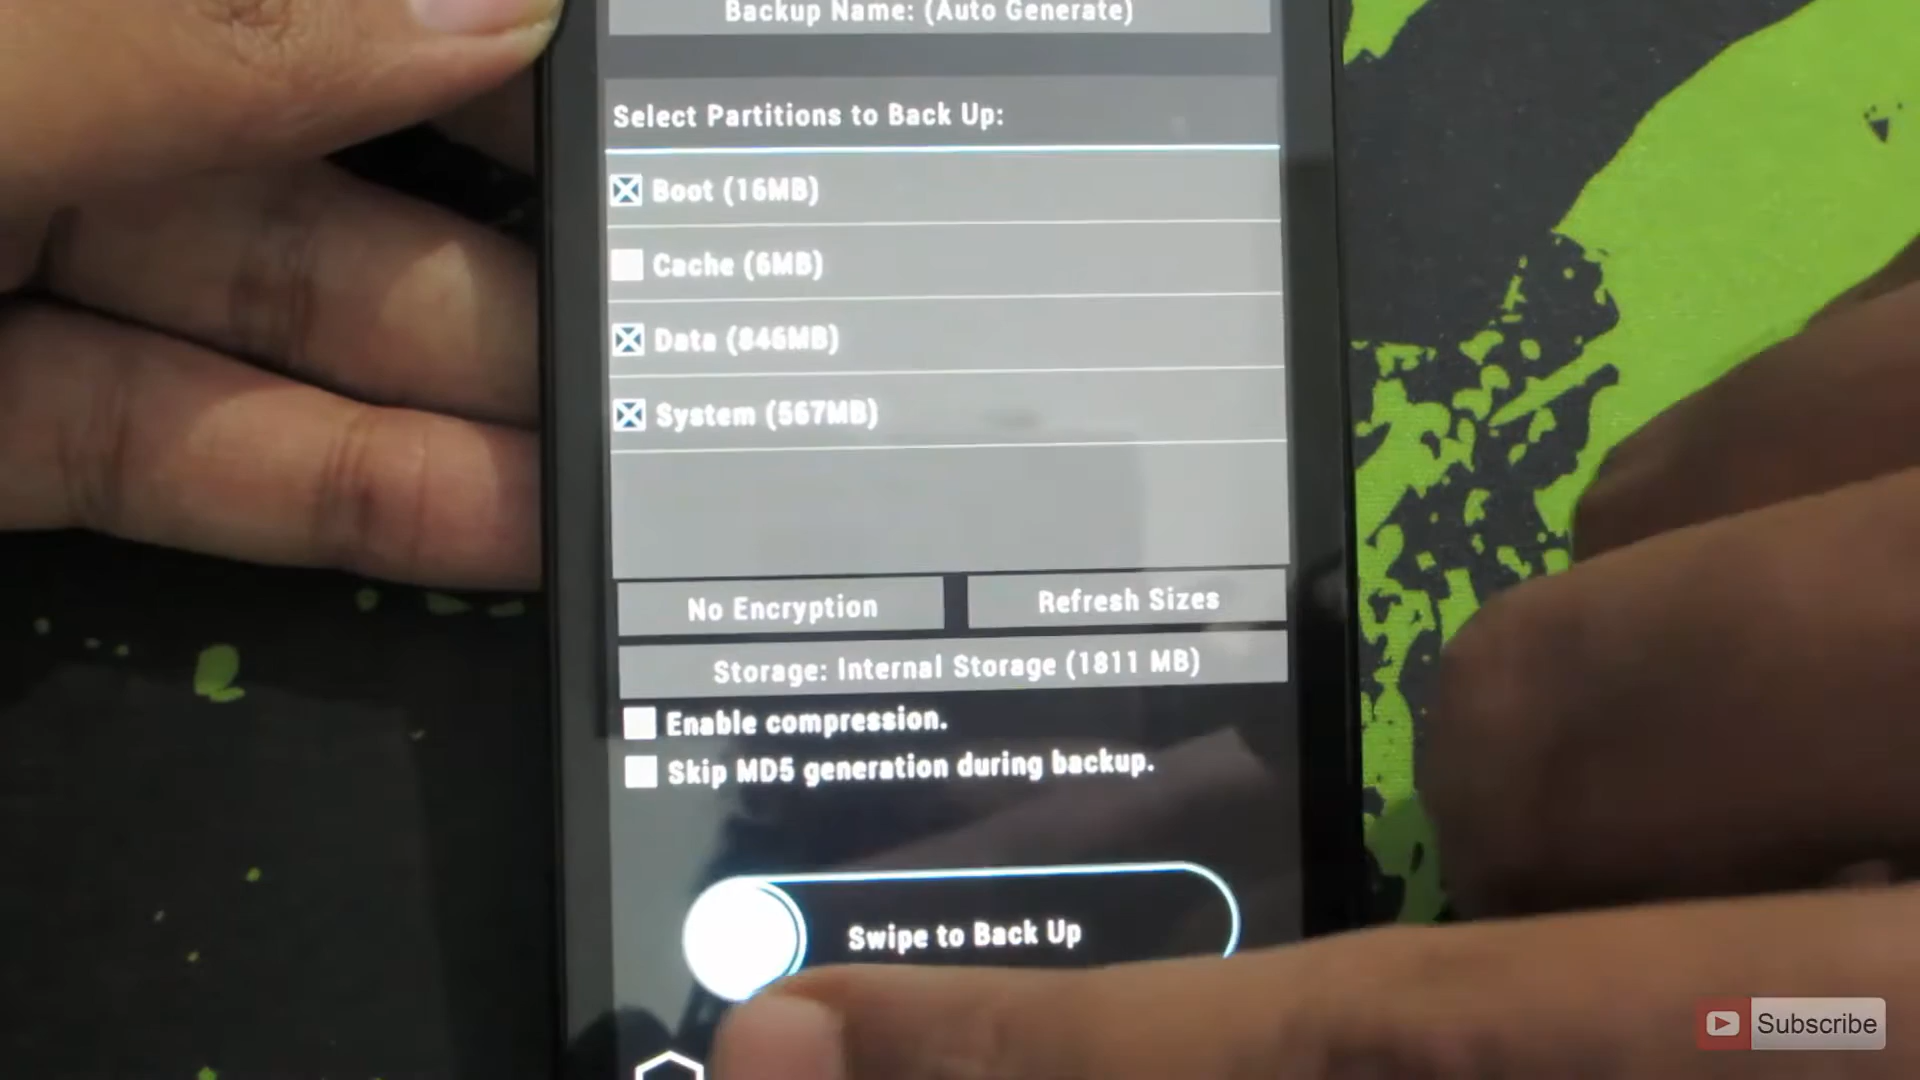 Backup Name: (Auto Generate)
Select Partitions to Back Up:
Boot (16MB)
Cache (6MB)
Data (846MB)
System (567MB)
No Encryption
Refresh Sizes
Storage: Internal Storage (1811 MB)
Enable compression.
Skip MD5 generation during backup.
Swipe to Back Up
Subscribe